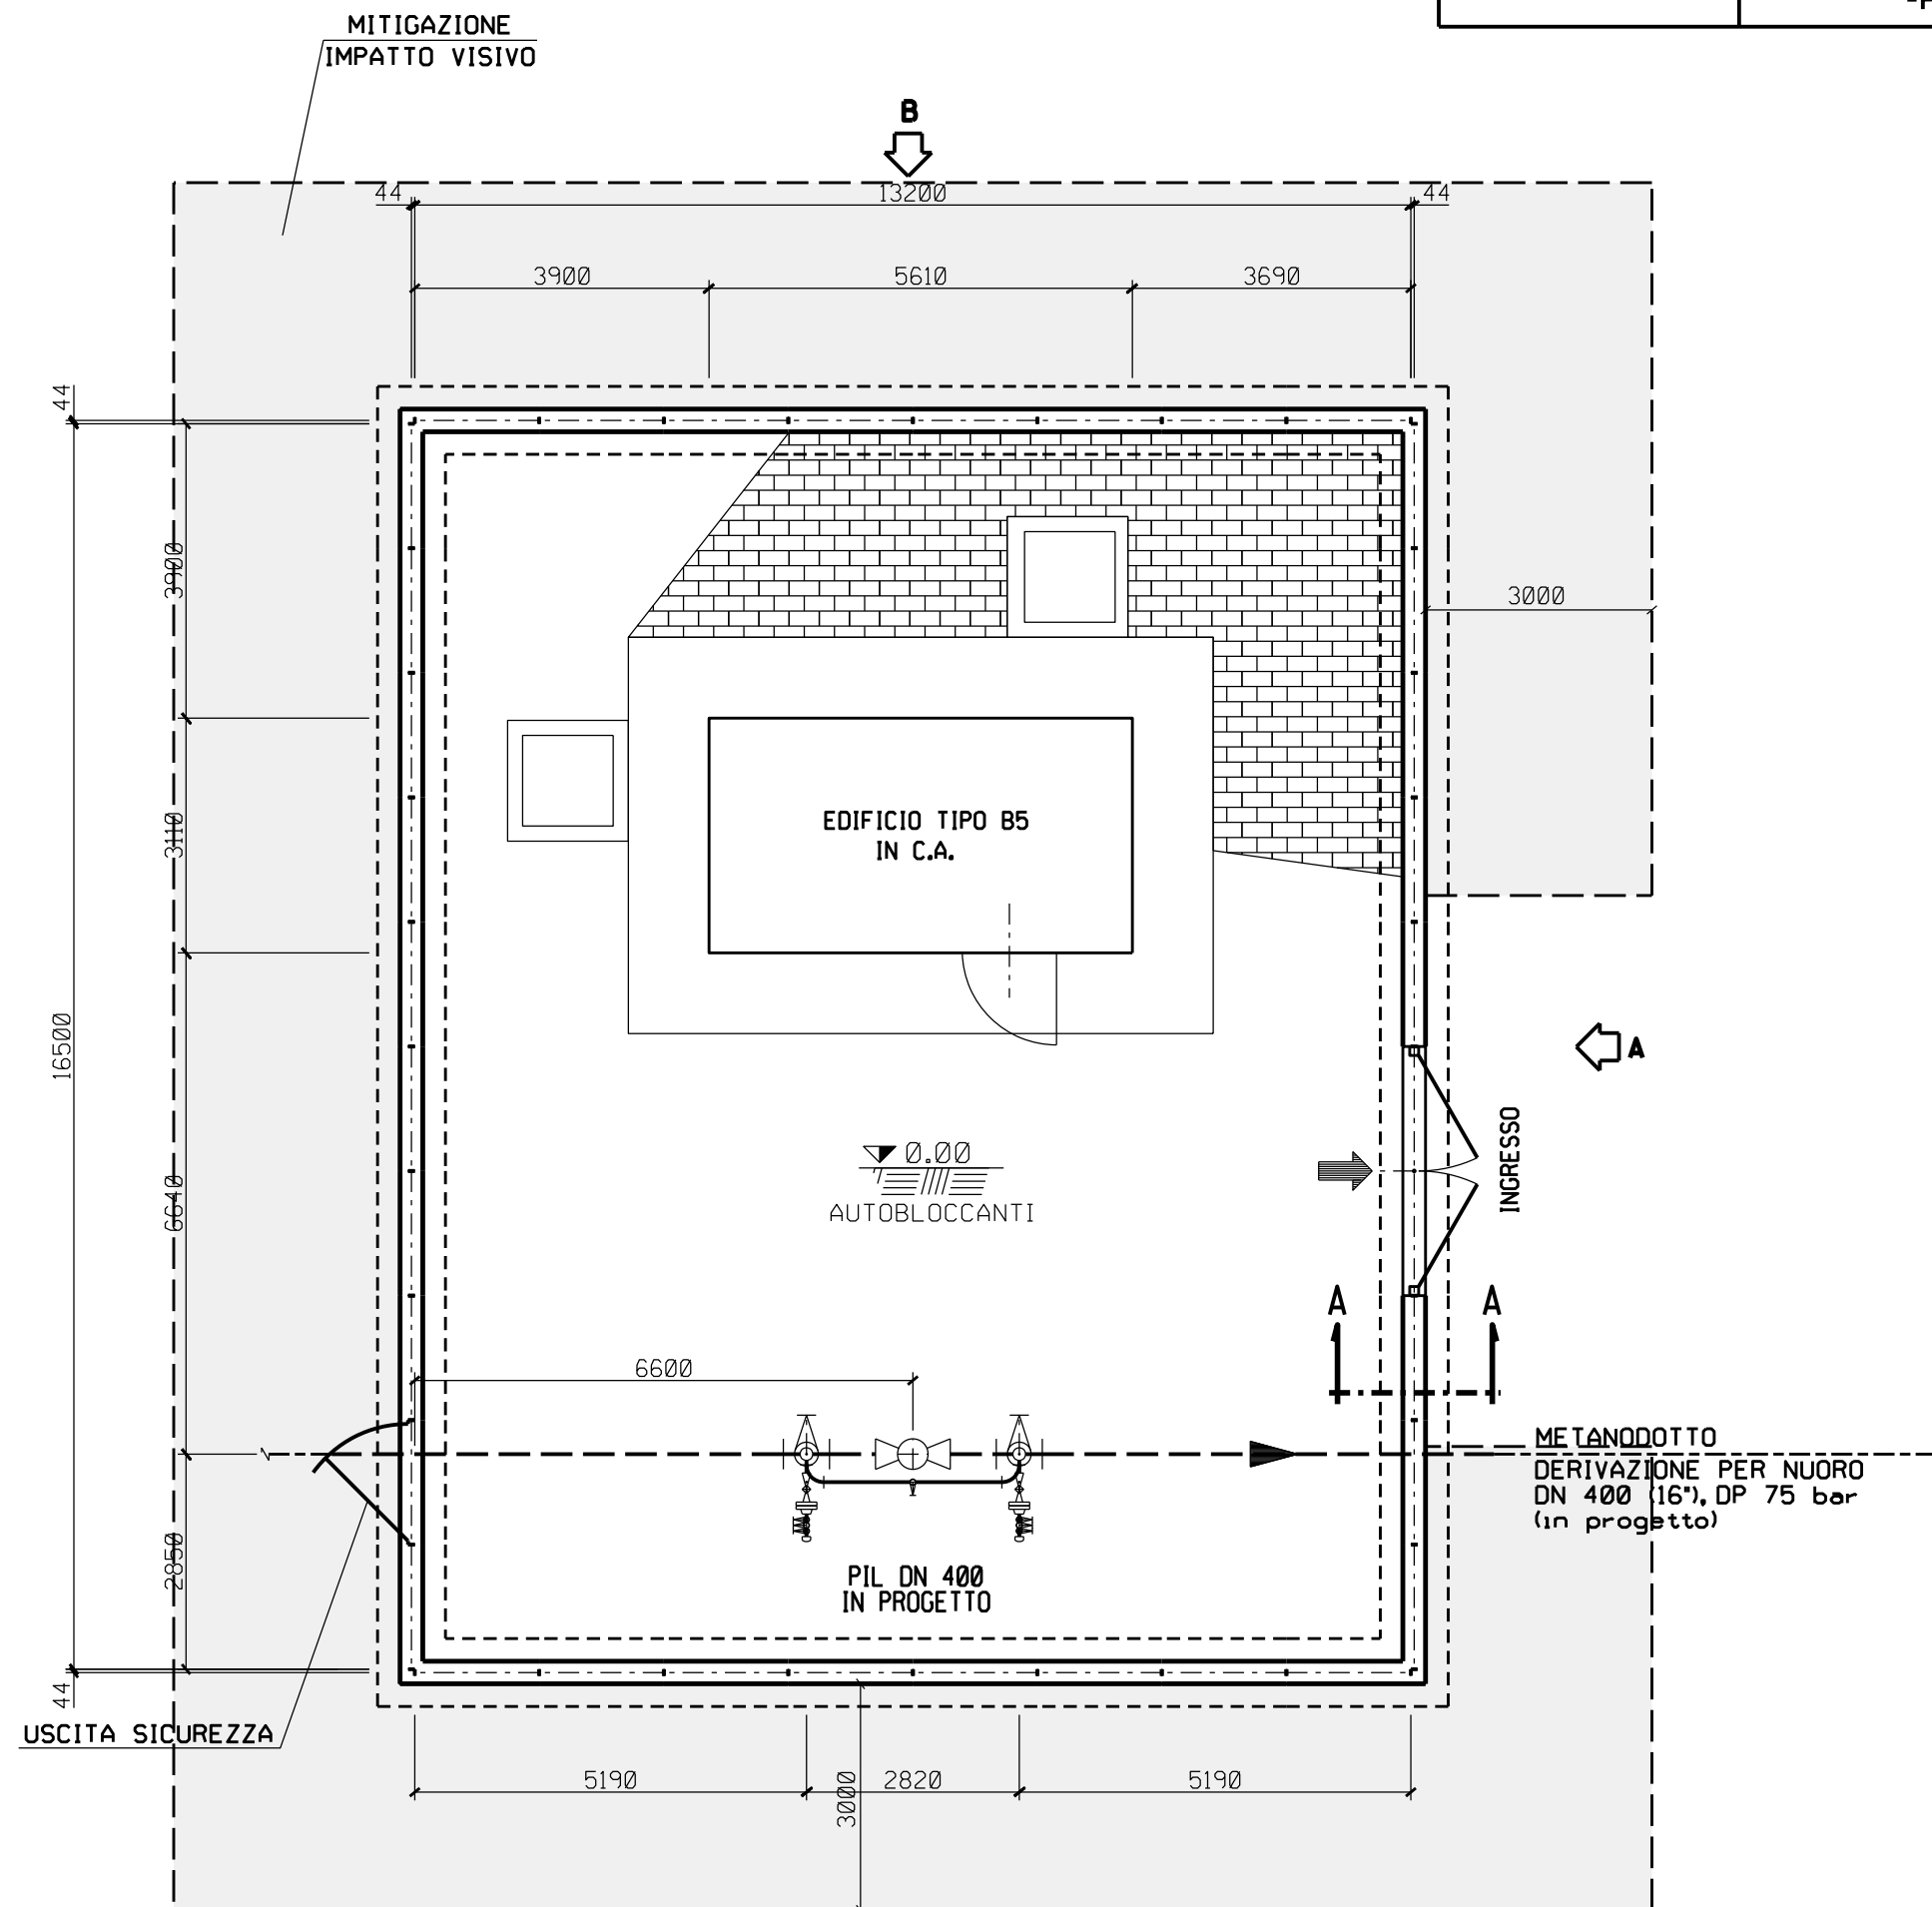 MITIGAZIONE
IMPATTO VISIVO
B
44
13200
44
3900
5610
3690
44
3900
3000
3110
EDIFICIO TIPO B5
IN C.A.
16500
A
INGRESSO
0.00
AUTOBLOCCANTI
6640
A
A
6600
METANODOTTO
DERIVAZIONE PER NUORO
DN 400 (16"), DP 75 bar
(in progetto)
2850
PIL DN 400
IN PROGETTO
44
USCITA SICUREZZA
5190
2820
5190
3000